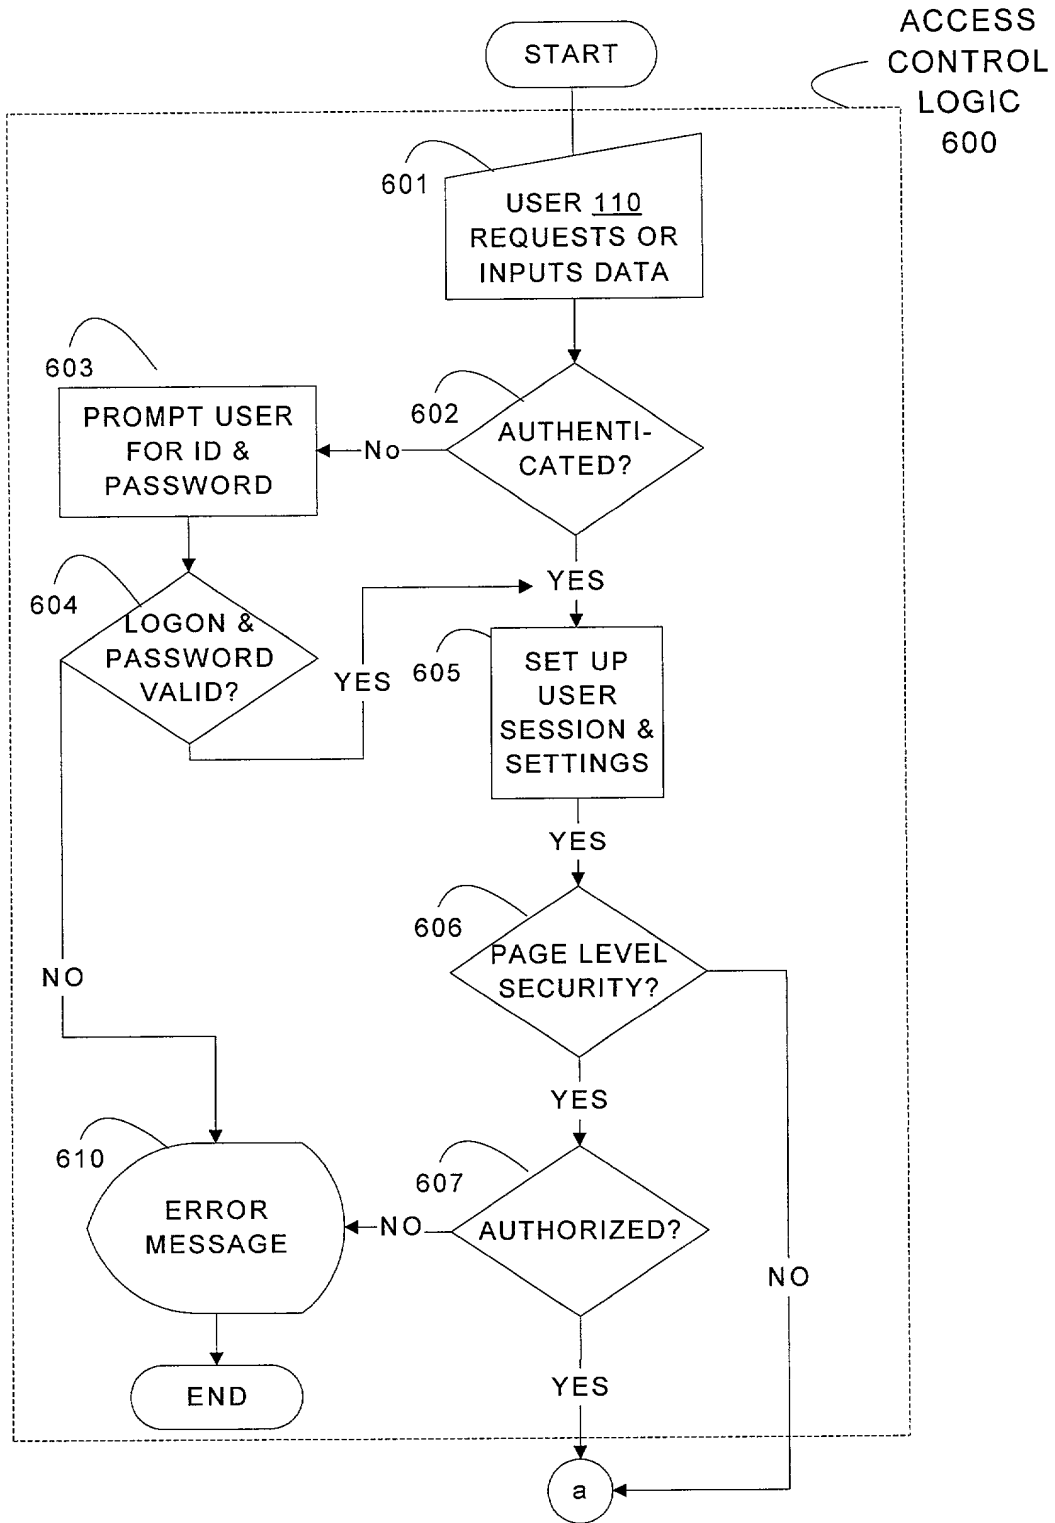 ACCESS
CONTROL
LOGIC
600
START
601
USER 110
REQUESTS OR
INPUTS DATA
603
PROMPT USER
FOR ID &
PASSWORD
No
602
AUTHENTI-
CATED?
YES
604
LOGON &
PASSWORD
VALID?
YES
605
SET UP
USER
SESSION &
SETTINGS
YES
NO
606
PAGE LEVEL
SECURITY?
YES
610
ERROR
MESSAGE
NO
607
AUTHORIZED?
NO
END
YES
a